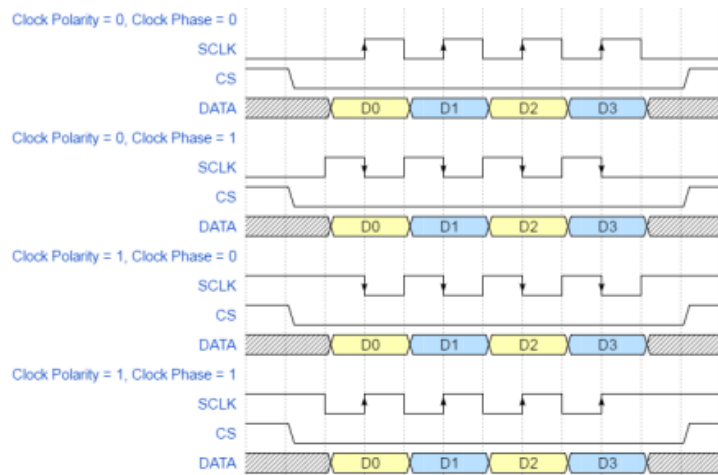 Clock Polarity = 0, Clock Phase = 0
SCLK
CS
DATA D0 D1 D2 D3
Clock Polarity = 0, Clock Phase = 1
SCLK
CS
DATA D0 D1 D2 D3
Clock Polarity = 1, Clock Phase = 0
SCLK
CS
DATA D0 D1 D2 D3
Clock Polarity = 1, Clock Phase = 1
SCLK
CS
DATA D0 D1 D2 D3